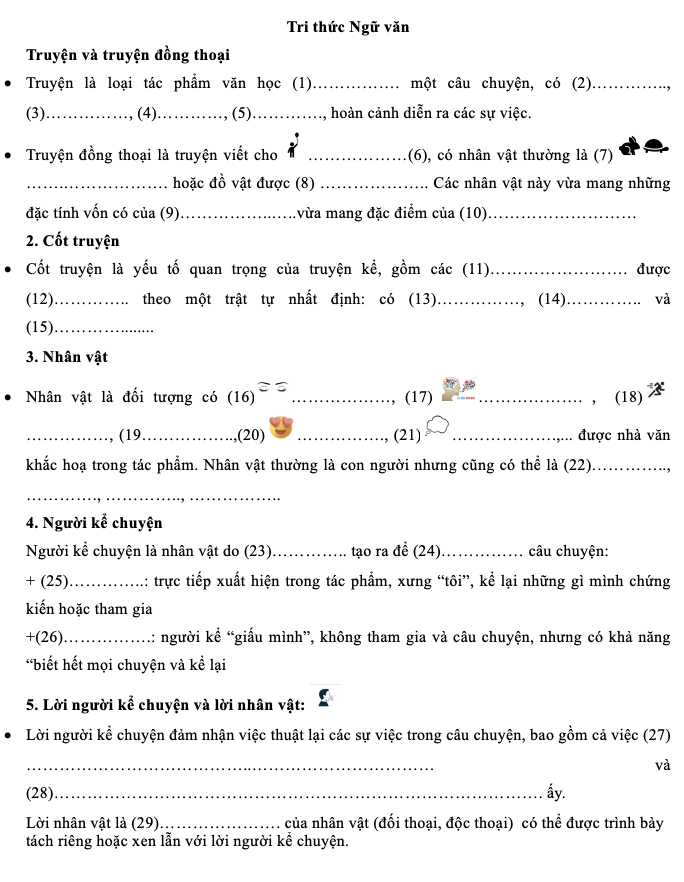 Tri thức Ngữ văn
Truyện và truyện đồng thoại
• Truyện là loại tác phẩm văn học (1)……………. một câu chuyện, có (2)…………..,
(3)……………, (4)…………, (5)…………., hoàn cảnh diễn ra các sự việc.
• Truyện đồng thoại là truyện viết cho ………………(6), có nhân vật thường là (7)
…….………………… hoặc đồ vật được (8) ……………….. Các nhân vật này vừa mang những
đặc tính vốn có của (9)……………..…..vừa mang đặc điểm của (10)………………………
2. Cốt truyện
• Cốt truyện là yếu tố quan trọng của truyện kể, gồm các (11)……………………. được
(12)………….. theo một trật tự nhất định: có (13)……………, (14)………….. và
(15)………….........
3. Nhân vật
• Nhân vật là đối tượng có (16) ………………, (17) ………………. , (18)
……………, (19……………..,(20) ……………, (21) ……………….,... được nhà văn
khắc hoạ trong tác phẩm. Nhân vật thường là con người nhưng cũng có thể là (22)…………..,
…………., ………….., ……………..
4. Người kể chuyện
Người kể chuyện là nhân vật do (23)………….. tạo ra để (24)…………… câu chuyện:
+ (25)…………..: trực tiếp xuất hiện trong tác phẩm, xưng “tôi”, kể lại những gì mình chứng
kiến hoặc tham gia
+(26)…………….: người kể “giấu mình”, không tham gia và câu chuyện, nhưng có khả năng
“biết hết mọi chuyện và kể lại
5. Lời người kể chuyện và lời nhân vật:
• Lời người kể chuyện đảm nhận việc thuật lại các sự việc trong câu chuyện, bao gồm cả việc (27)
…………………………………..…………………………… và
(28)……………………………………………………………………………… ấy.
Lời nhân vật là (29)…………………. của nhân vật (đối thoại, độc thoại) có thể được trình bày
tách riêng hoặc xen lẫn với lời người kể chuyện.